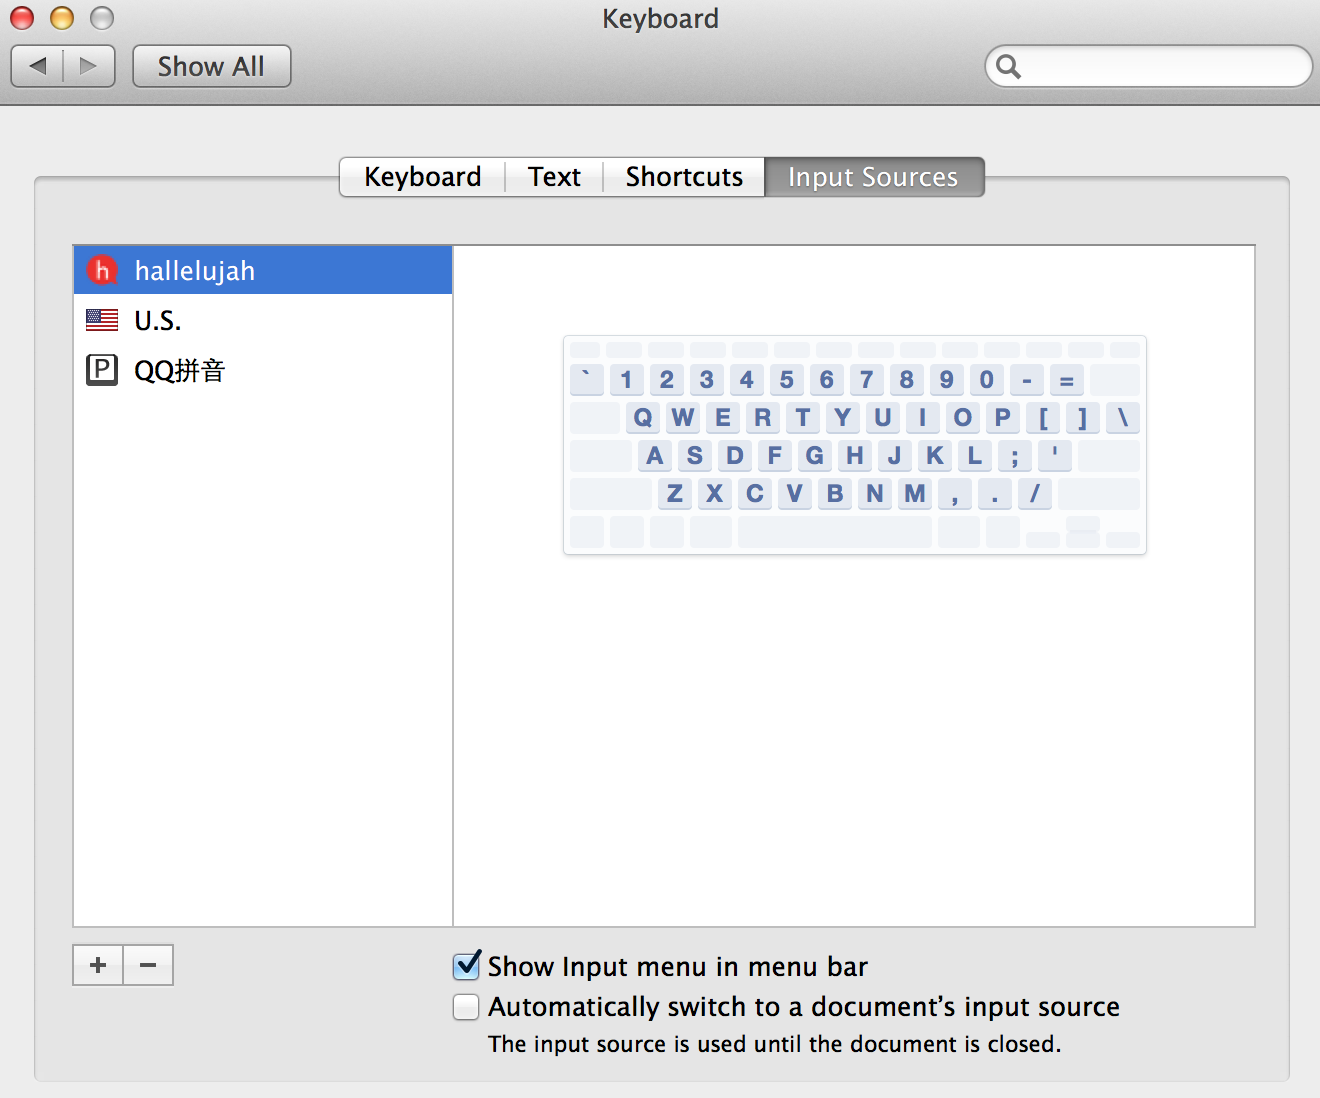 Keyboard
Show All
Keyboard Text Shortcuts Input Sources
h hallelujah
U.S.
P QQ拼音
` 1 2 3 4 5 6 7 8 9 0 - =
Q W E R T Y U I O P [ ] \
A S D F G H J K L ; '
Z X C V B N M , . /
+ −
Show Input menu in menu bar
Automatically switch to a document’s input source
The input source is used until the document is closed.